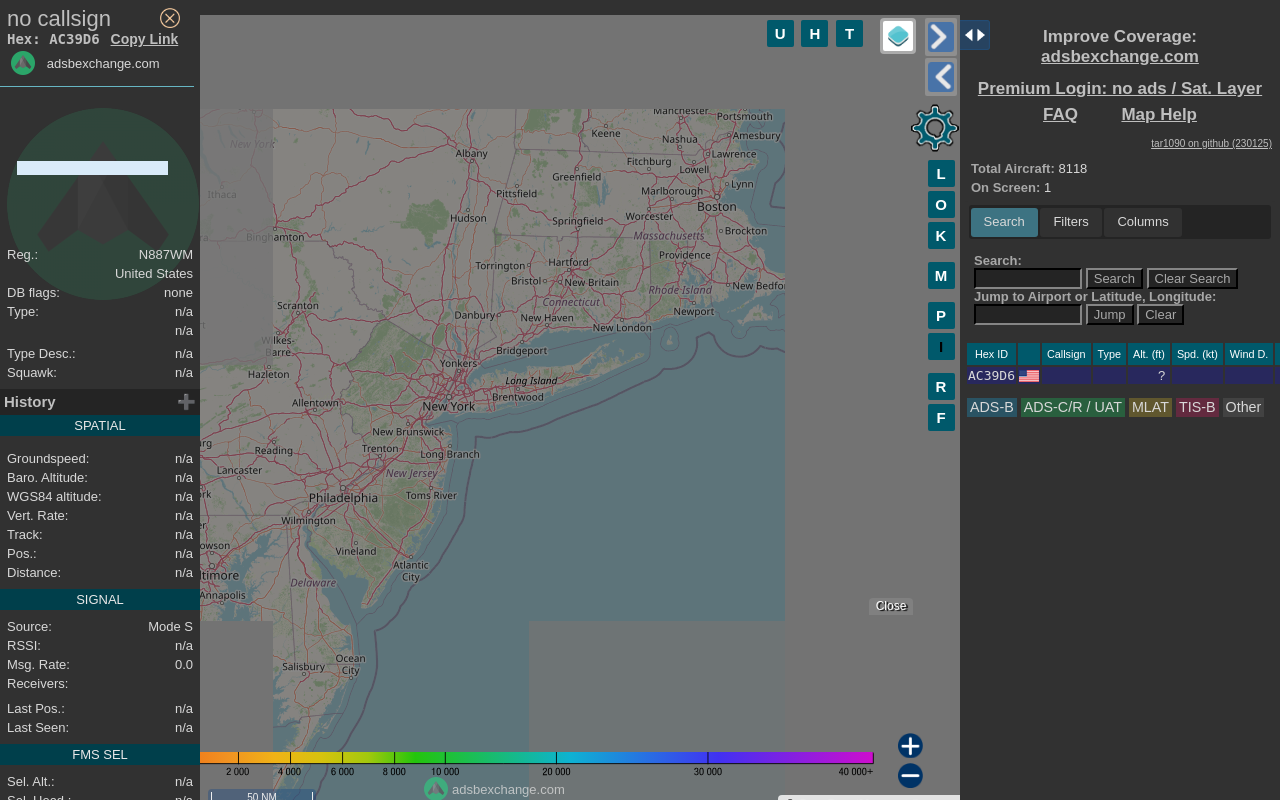 no callsign
Hex: AC39D6 Copy Link
adsbexchange.com
Reg.: N887WM
United States
DB flags: none
Type: n/a
n/a
Type Desc.: n/a
Squawk: n/a
History
SPATIAL
Groundspeed: n/a
Baro. Altitude: n/a
WGS84 altitude: n/a
Vert. Rate: n/a
Track: n/a
Pos.: n/a
Distance: n/a
SIGNAL
Source: Mode S
RSSI: n/a
Msg. Rate: 0.0
Receivers:
Last Pos.: n/a
Last Seen: n/a
FMS SEL
Sel. Alt.: n/a
U H T
L
O
K
M
P
I
R
F
New York
Ithaca
Binghamton
Manchester
Portsmouth
Keene
Nashua
Amesbury
Albany
Fitchburg
Lawrence
Lowell
Greenfield
Lynn
Pittsfield
Marlborough
Boston
Hudson
Springfield
Worcester
Massachusetts
Brockton
Torrington
Hartford
Providence
Bristol
New Britain
Rhode Island
New Bedfo
Connecticut
Scranton
Danbury
New Haven
Newport
New London
Wilkes-
Barre
Bridgeport
Yonkers
Hazleton
Long Island
Brentwood
Allentown
New York
New Brunswick
Reading
Trenton
Long Branch
Lancaster
New Jersey
Philadelphia
Toms River
Wilmington
Vineland
Atlantic
City
ltimore
Delaware
Annapolis
Ocean
City
Salisbury
Close
2 000 4 000 6 000 8 000 10 000 20 000 30 000 40 000+
adsbexchange.com
50 NM
Improve Coverage:
adsbexchange.com
Premium Login: no ads / Sat. Layer
FAQ Map Help
tar1090 on github (230125)
Total Aircraft: 8118
On Screen: 1
Search Filters Columns
Search:
Search Clear Search
Jump to Airport or Latitude, Longitude:
Jump Clear
Hex ID Callsign Type Alt. (ft) Spd. (kt) Wind D.
AC39D6 ?
ADS-B ADS-C/R / UAT MLAT TIS-B Other